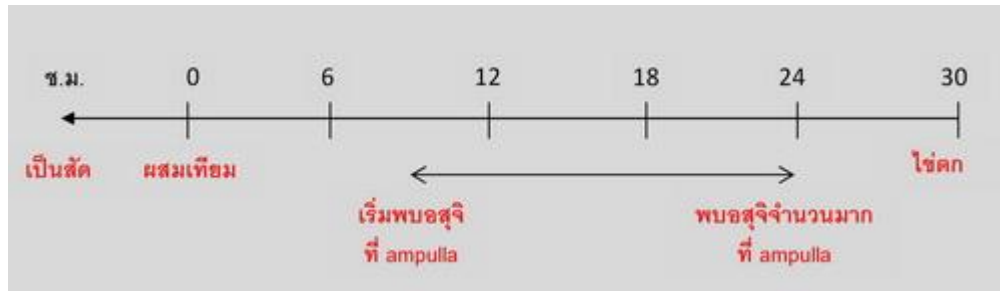 ช.ม. 0 6 12 18 24 30
เป็นสัด ผสมเทียม ไข่ตก
เริ่มพบอสุจิ พบอสุจิจำนวนมาก
ที่ ampulla ที่ ampulla